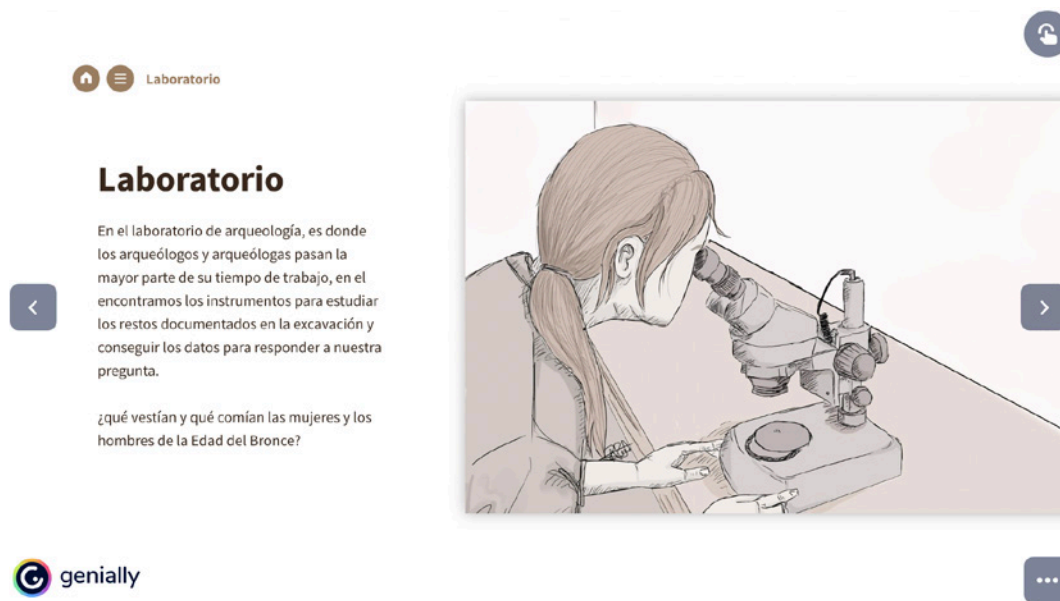 Laboratorio
Laboratorio
En el laboratorio de arqueología, es donde
los arqueólogos y arqueólogas pasan la
mayor parte de su tiempo de trabajo, en el
encontramos los instrumentos para estudiar
los restos documentados en la excavación y
conseguir los datos para responder a nuestra
pregunta.
¿qué vestían y qué comían las mujeres y los
hombres de la Edad del Bronce?
genially